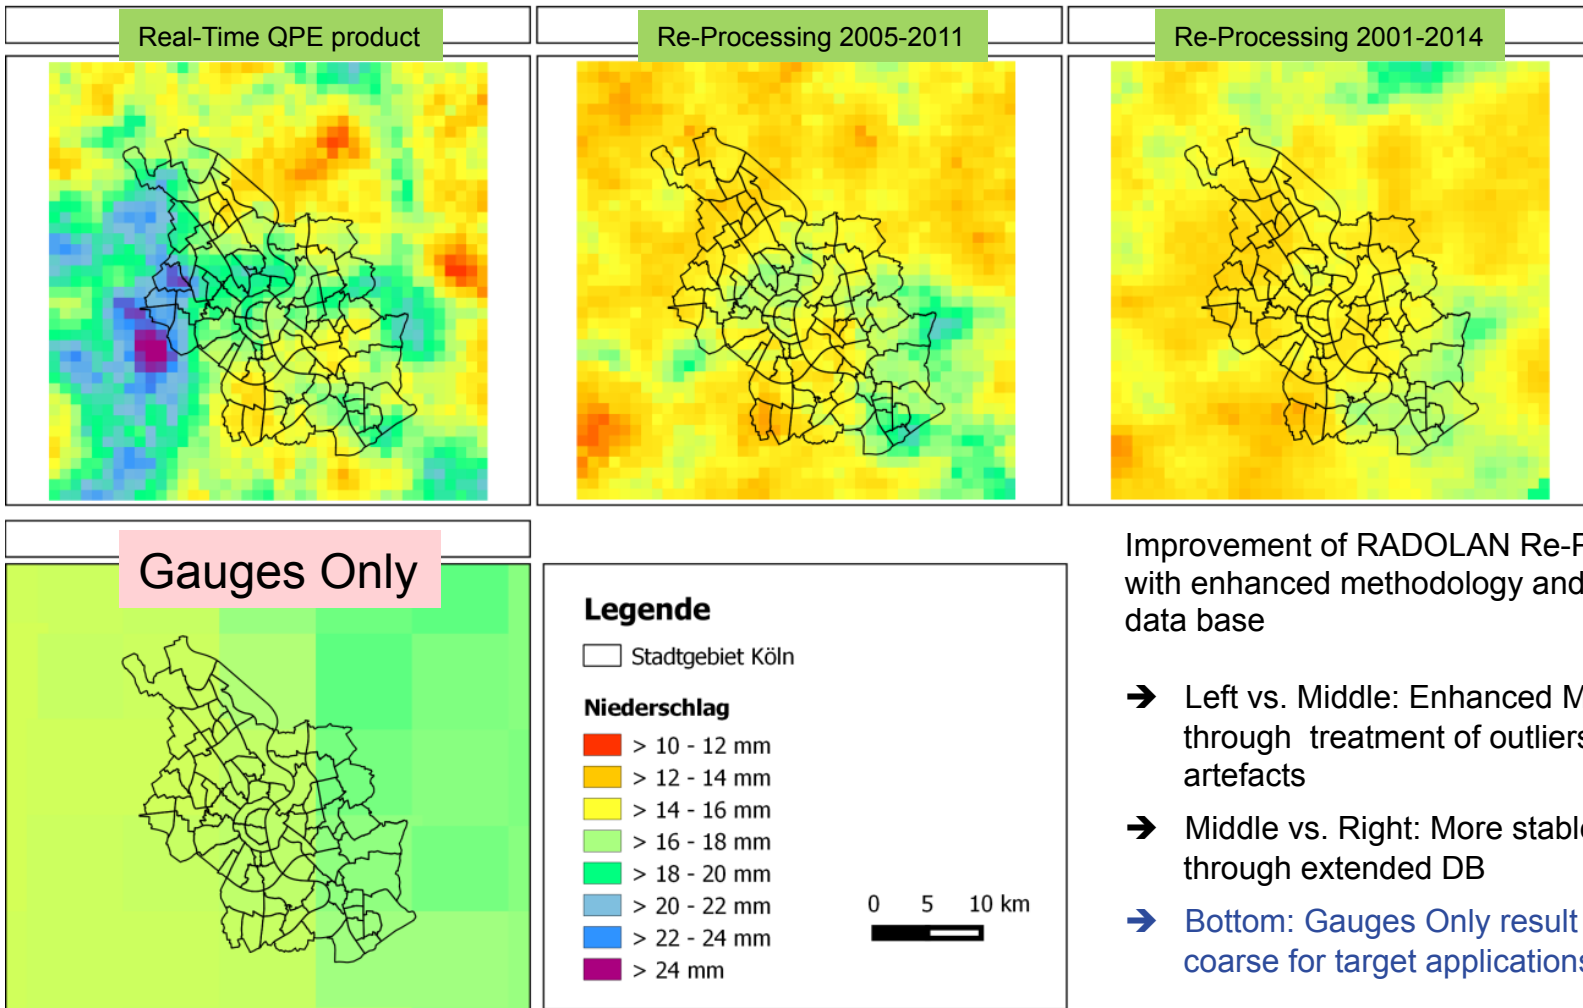 Real-Time QPE product
Re-Processing 2005-2011
Re-Processing 2001-2014
Gauges Only
Legende
Stadtgebiet Köln
Niederschlag
> 10 - 12 mm
> 12 - 14 mm
> 14 - 16 mm
> 16 - 18 mm
> 18 - 20 mm
> 20 - 22 mm
> 22 - 24 mm
> 24 mm
0 5 10 km
Improvement of RADOLAN
with enhanced methodology and
data base
➔ Left vs. Middle: Enhanced
through treatment of outliers
artefacts
➔ Middle vs. Right: More stable
through extended DB
➔ Bottom: Gauges Only result
coarse for target applications